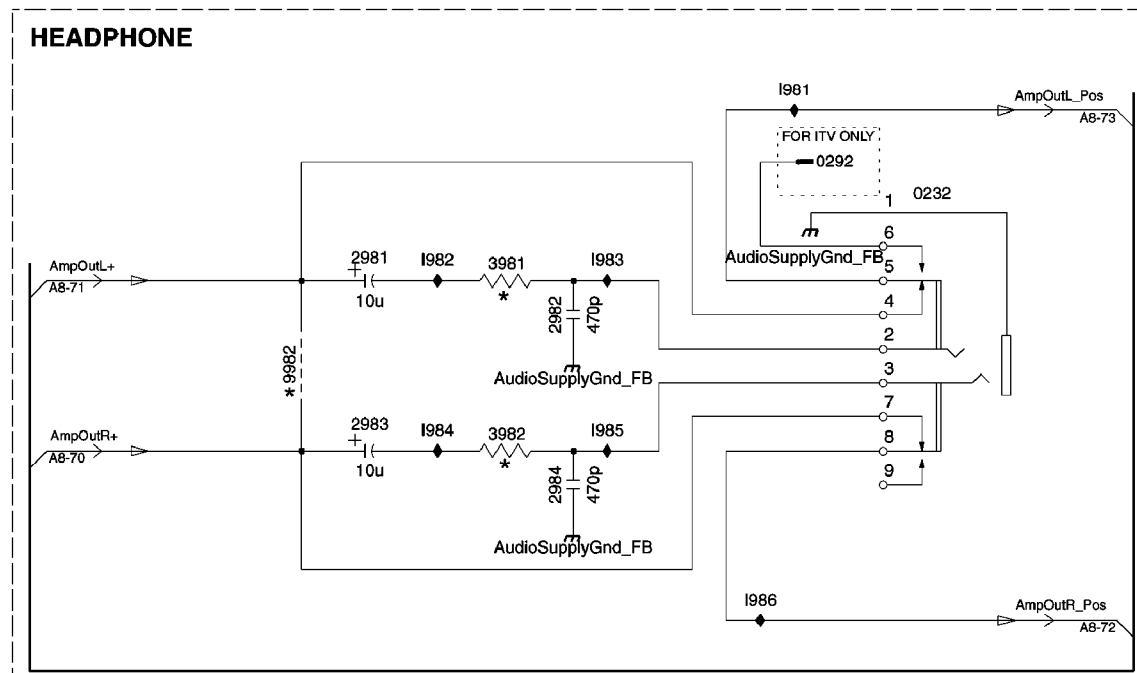 HEADPHONE
I981
AmpOutL_Pos
A8-73
FOR ITV ONLY
0292
1
0232
6
AudioSupplyGnd_FB
5
AmpOutL+
A8-71
+
2981
10u
I982
3981
*
I983
2982
470p
AudioSupplyGnd_FB
4
2
3
* 9982
7
AmpOutR+
A8-70
+
2983
10u
I984
3982
*
I985
2984
470p
AudioSupplyGnd_FB
8
9
I986
AmpOutR_Pos
A8-72